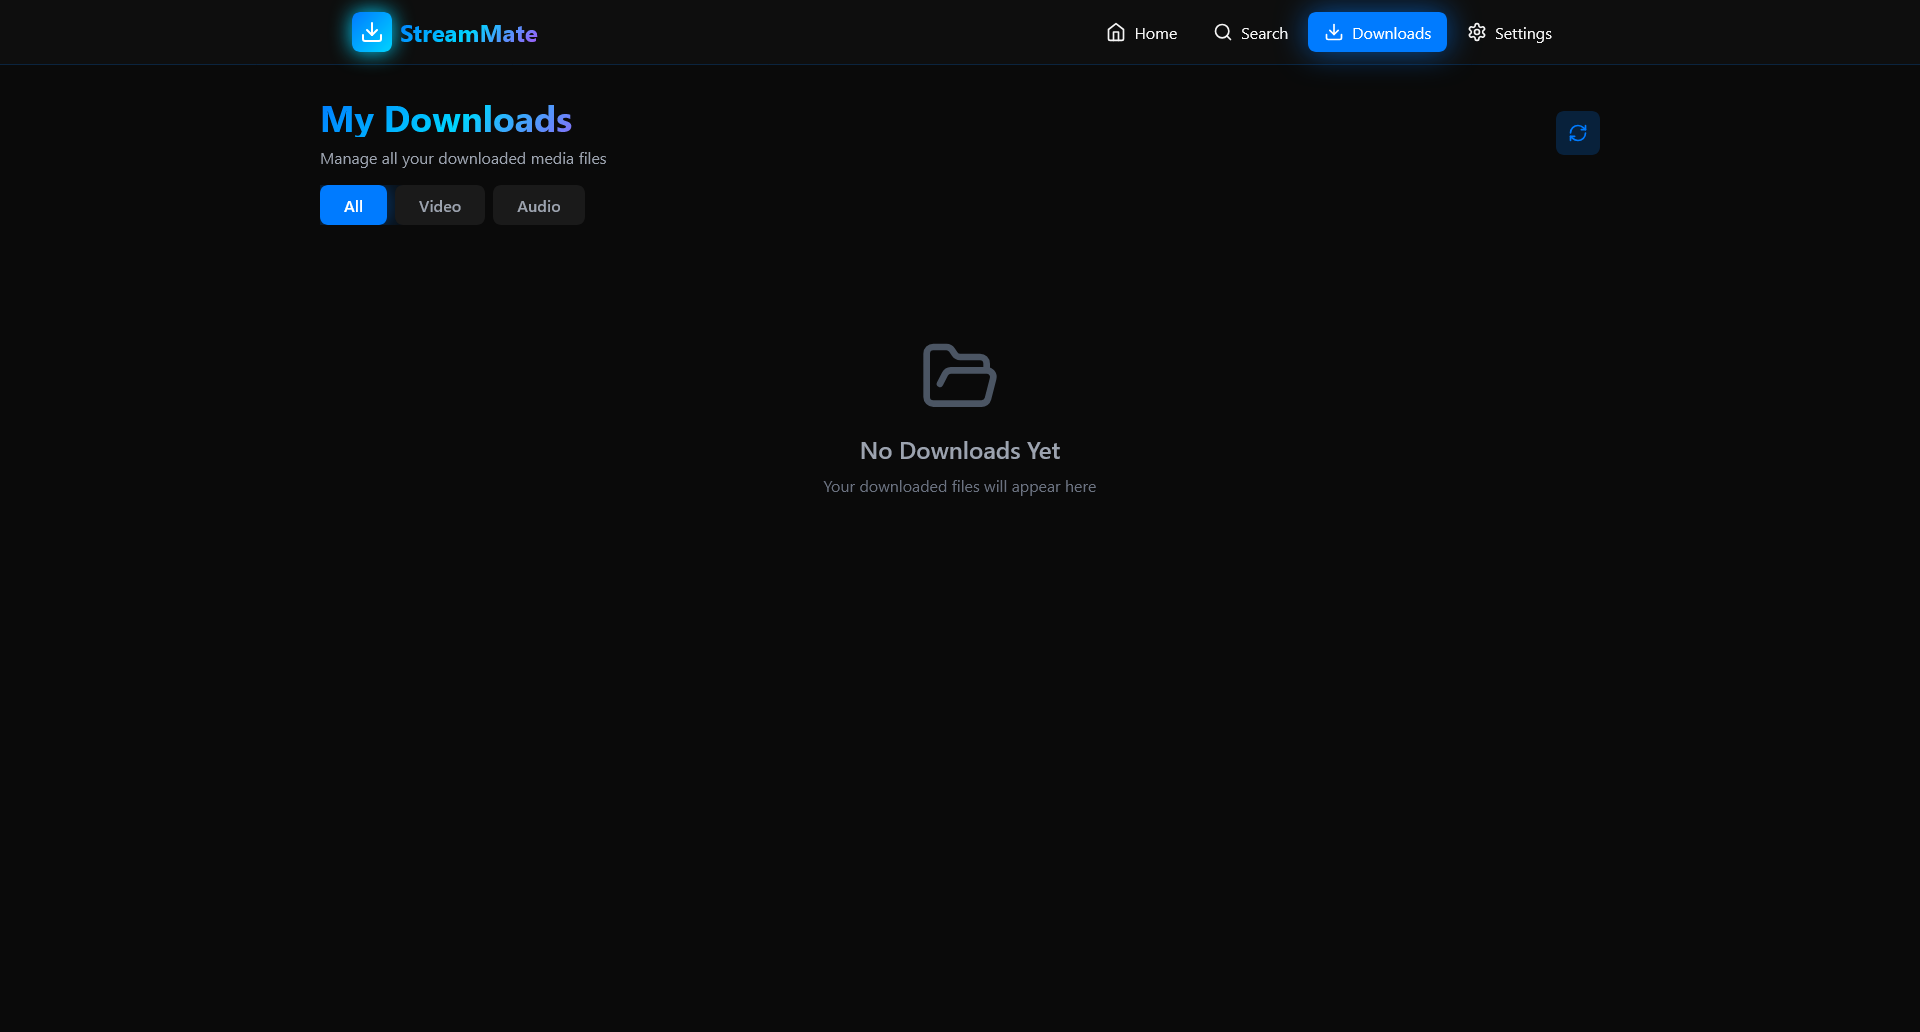 StreamMate
Home
Search
Downloads
Settings
My Downloads
Manage all your downloaded media files
All
Video
Audio
No Downloads Yet
Your downloaded files will appear here